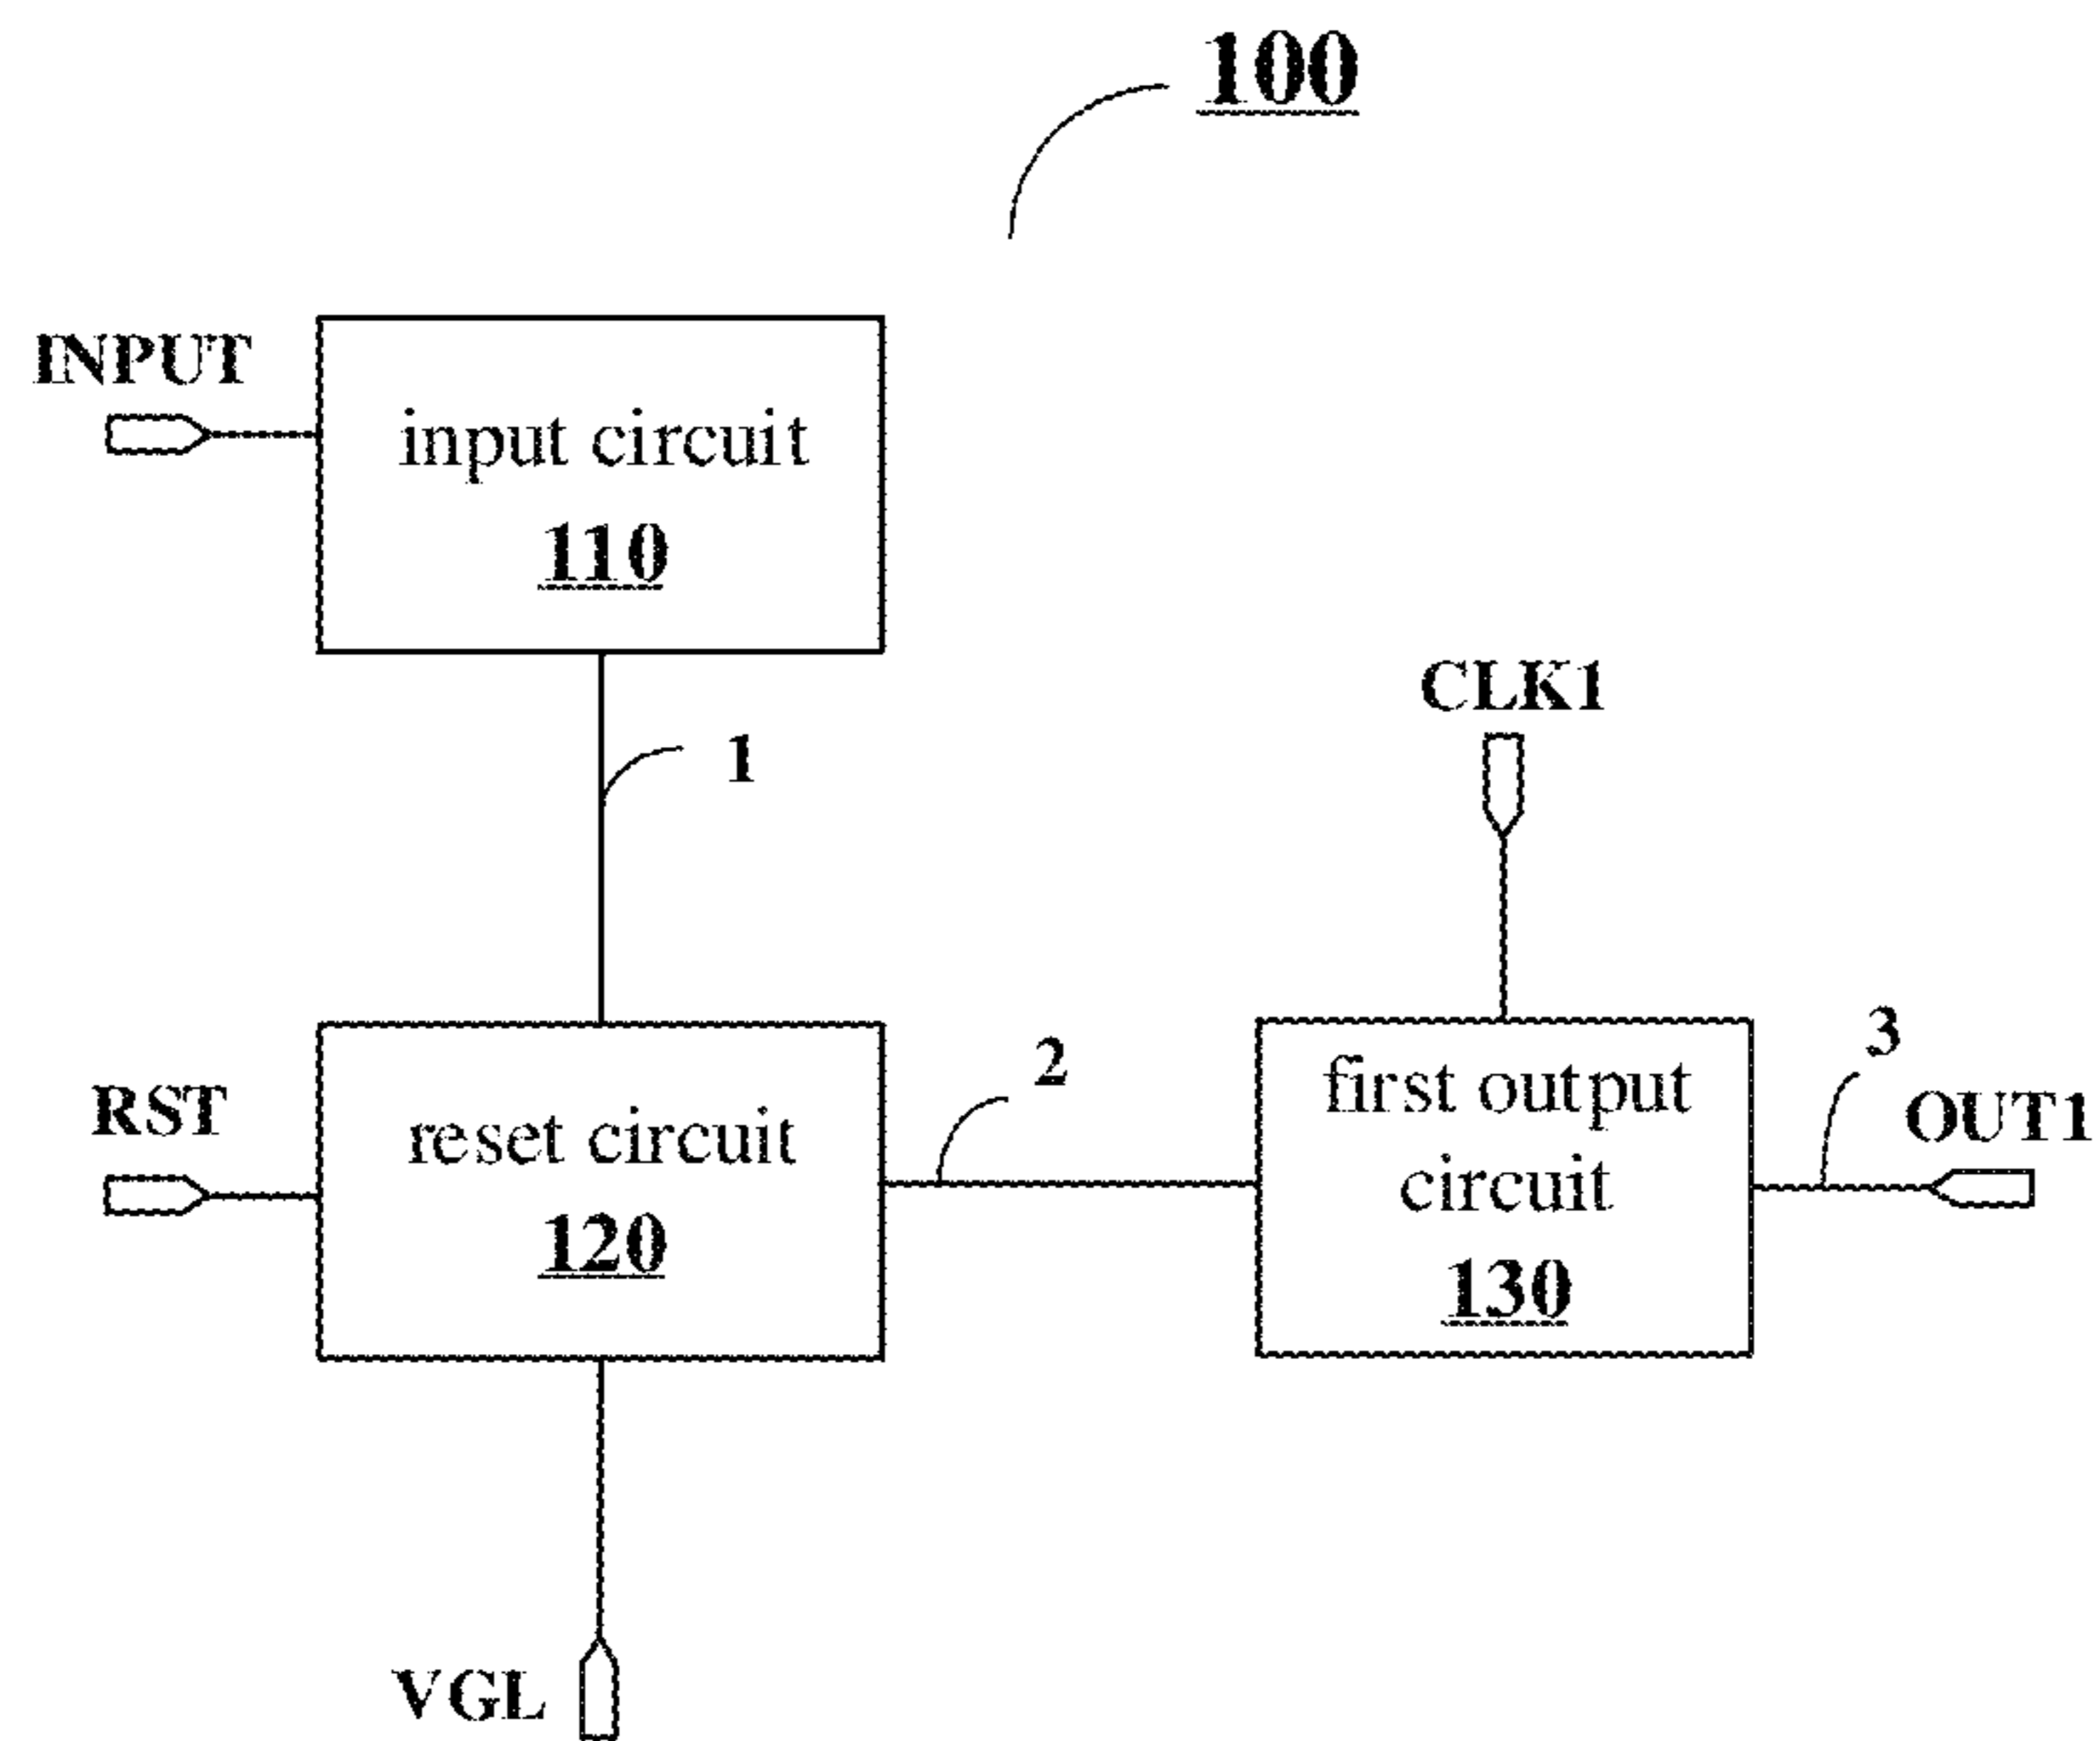 100
INPUT
input circuit
110
CLK1
1
RST
reset circuit
120
2
first output
circuit
130
3
OUT1
VGL